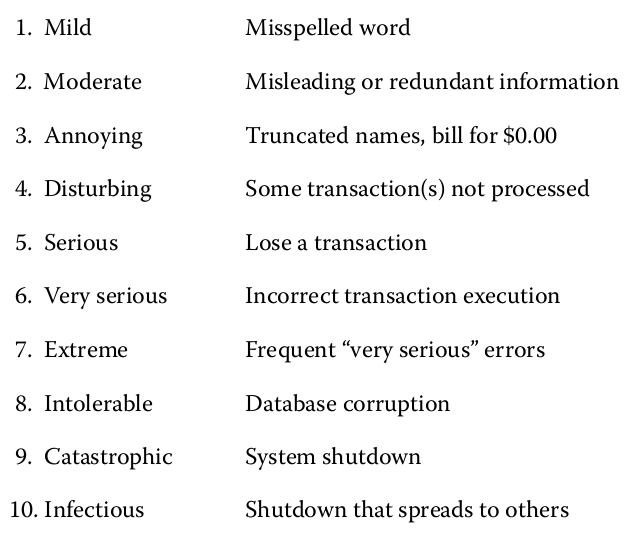 1. Mild Misspelled word
2. Moderate Misleading or redundant information
3. Annoying Truncated names, bill for $0.00
4. Disturbing Some transaction(s) not processed
5. Serious Lose a transaction
6. Very serious Incorrect transaction execution
7. Extreme Frequent “very serious” errors
8. Intolerable Database corruption
9. Catastrophic System shutdown
10. Infectious Shutdown that spreads to others